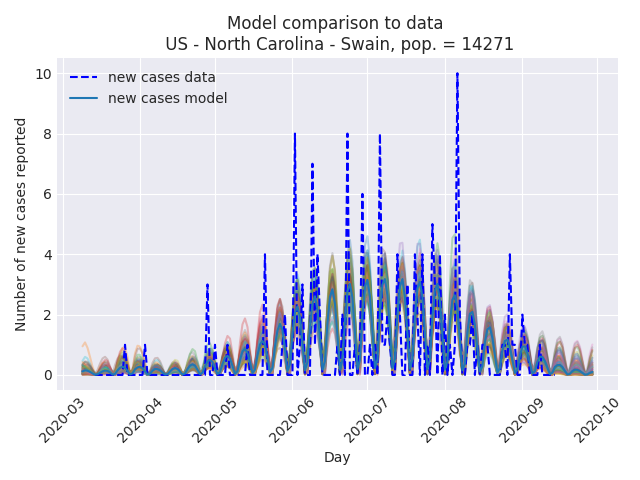 Model comparison to data
US - North Carolina - Swain, pop. = 14271
new cases data
new cases model
Number of new cases reported
10
8
6
4
2
0
2020-03
2020-04
2020-05
2020-06
2020-07
2020-08
2020-09
2020-10
Day